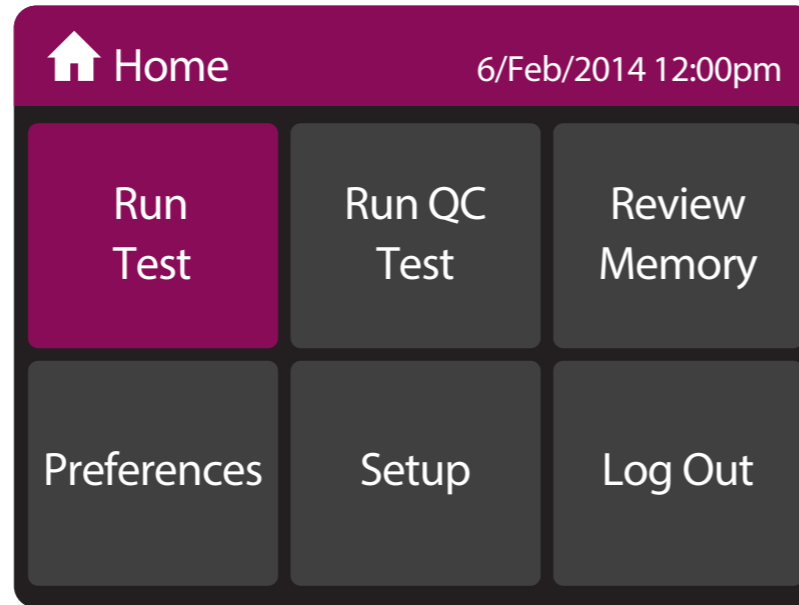 Home
6/Feb/2014 12:00pm
Run
Test
Run QC
Test
Review
Memory
Preferences
Setup
Log Out